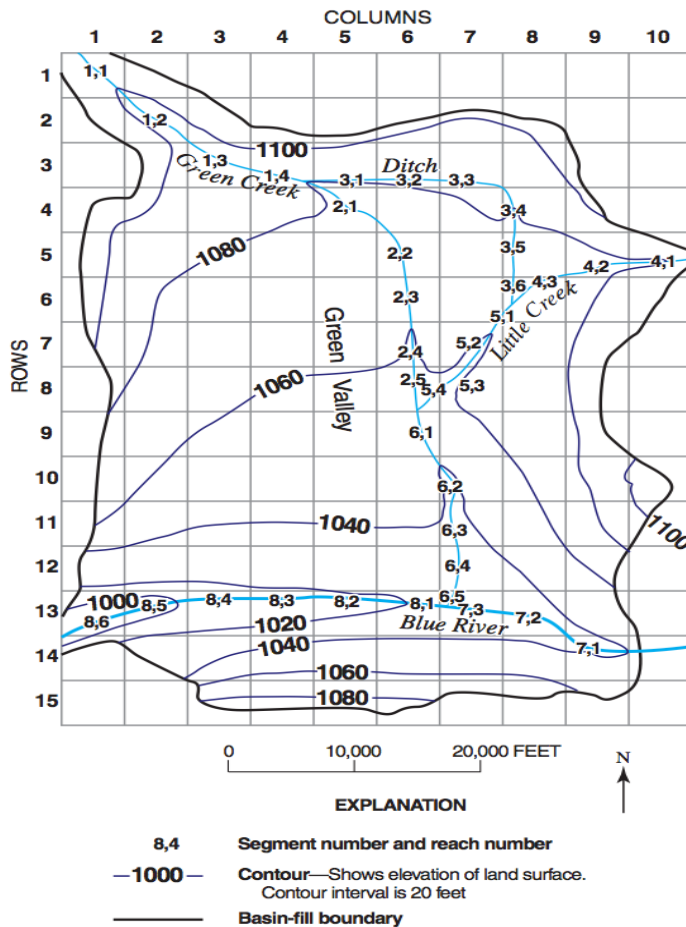 COLUMNS
1 2 3 4 5 6 7 8 9 10
ROWS
1
2
3
4
5
6
7
8
9
10
11
12
13
14
15
1,1
1,2
1,3
1,4
Green Creek
1100
Ditch
3,1 3,2 3,3
2,1
3,4
1080
2,2
3,5
4,2 4,1
2,3
3,6 4,3
5,1
Little Creek
Green Valley
2,4
5,2
1060
2,5
5,4 5,3
6,1
6,2
1040
6,3
1100
6,4
1000
8,6 8,5 8,4 8,3 8,2 8,1
6,5
7,3 7,2
7,1
1020
Blue River
1040
1060
1080
0 10,000 20,000 FEET
N
EXPLANATION
8,4 Segment number and reach number
1000 Contour—Shows elevation of land surface.
Contour interval is 20 feet
Basin-fill boundary